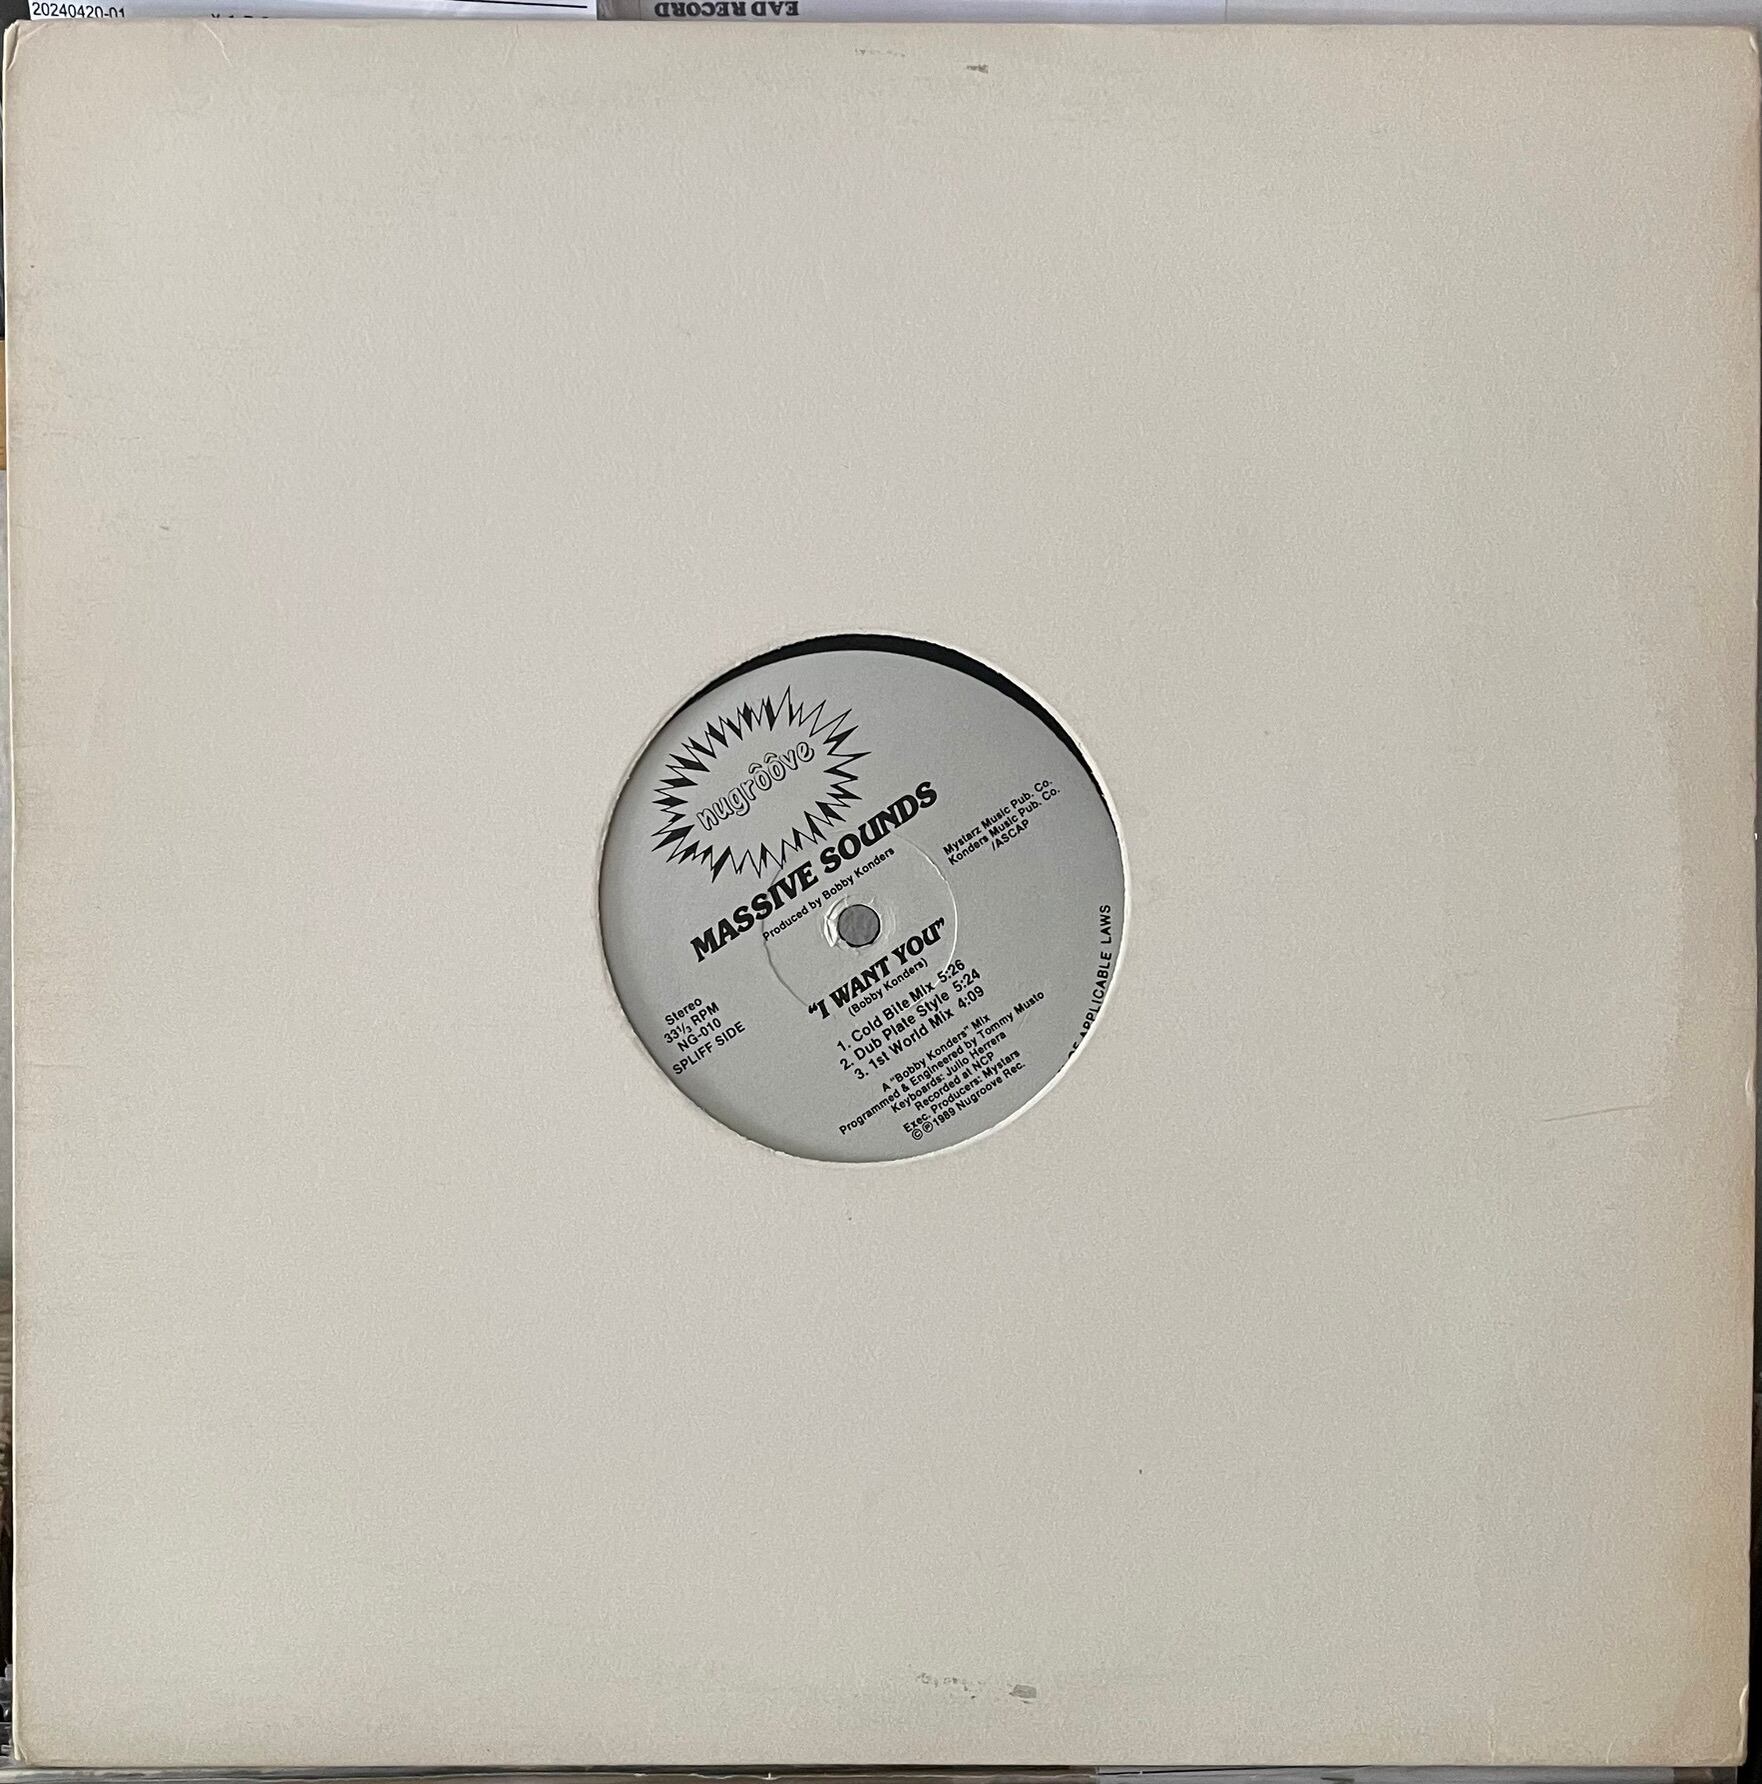 20240420-01
EAD RECORD
nugrôôve
MASSIVE SOUNDS
Produced by Bobby Konders
Mystarz Music Pub. Co.
Konders Music Pub. Co.
/ASCAP
"I WANT YOU"
(Bobby Konders)
1. Cold Bite Mix 5:26
2. Dub Plate Style 5:24
3. 1st World Mix 4:09
Stereo
33⅓ RPM
NG-010
SPLIFF SIDE
A "Bobby Konders" Mix
Programmed & Engineered by Tommy Musto
Keyboards: Julio Herrera
Recorded at NCP
Exec. Producers: Mystars
©℗1989 Nugroove Rec.
OF APPLICABLE LAWS